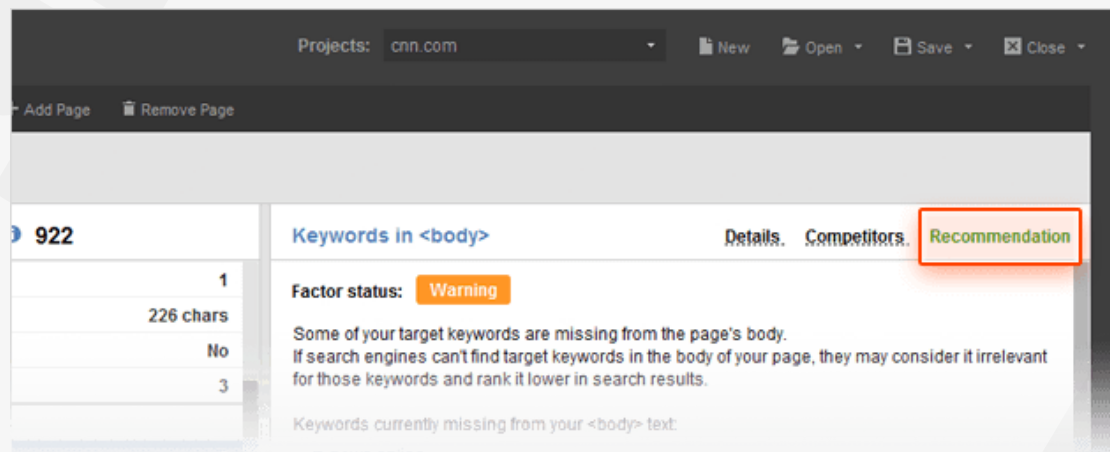 Projects: cnn.com New Open Save Close
Add Page Remove Page
922
Keywords in <body> Details Competitors Recommendation
1
226 chars
No
3
Factor status: Warning
Some of your target keywords are missing from the page's body.
If search engines can't find target keywords in the body of your page, they may consider it irrelevant
for those keywords and rank it lower in search results.
Keywords currently missing from your <body> text: